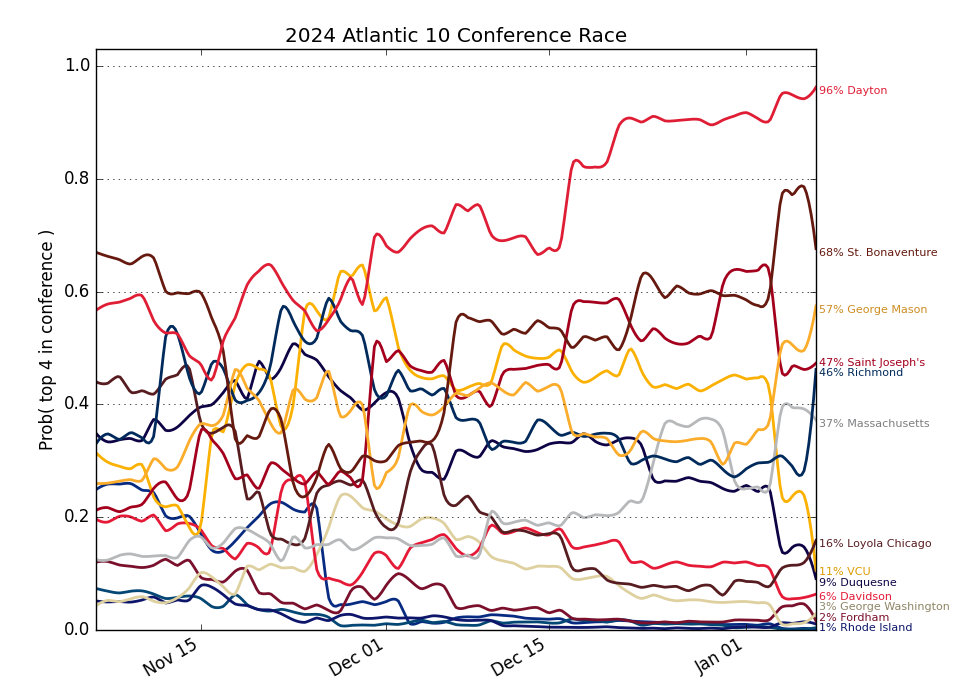 2024 Atlantic 10 Conference Race
Prob( top 4 in conference )
1.0
0.8
0.6
0.4
0.2
0.0
Nov 15
Dec 01
Dec 15
Jan 01
96% Dayton
68% St. Bonaventure
57% George Mason
47% Saint Joseph's
46% Richmond
37% Massachusetts
16% Loyola Chicago
11% VCU
9% Duquesne
6% Davidson
3% George Washington
2% Fordham
1% Rhode Island